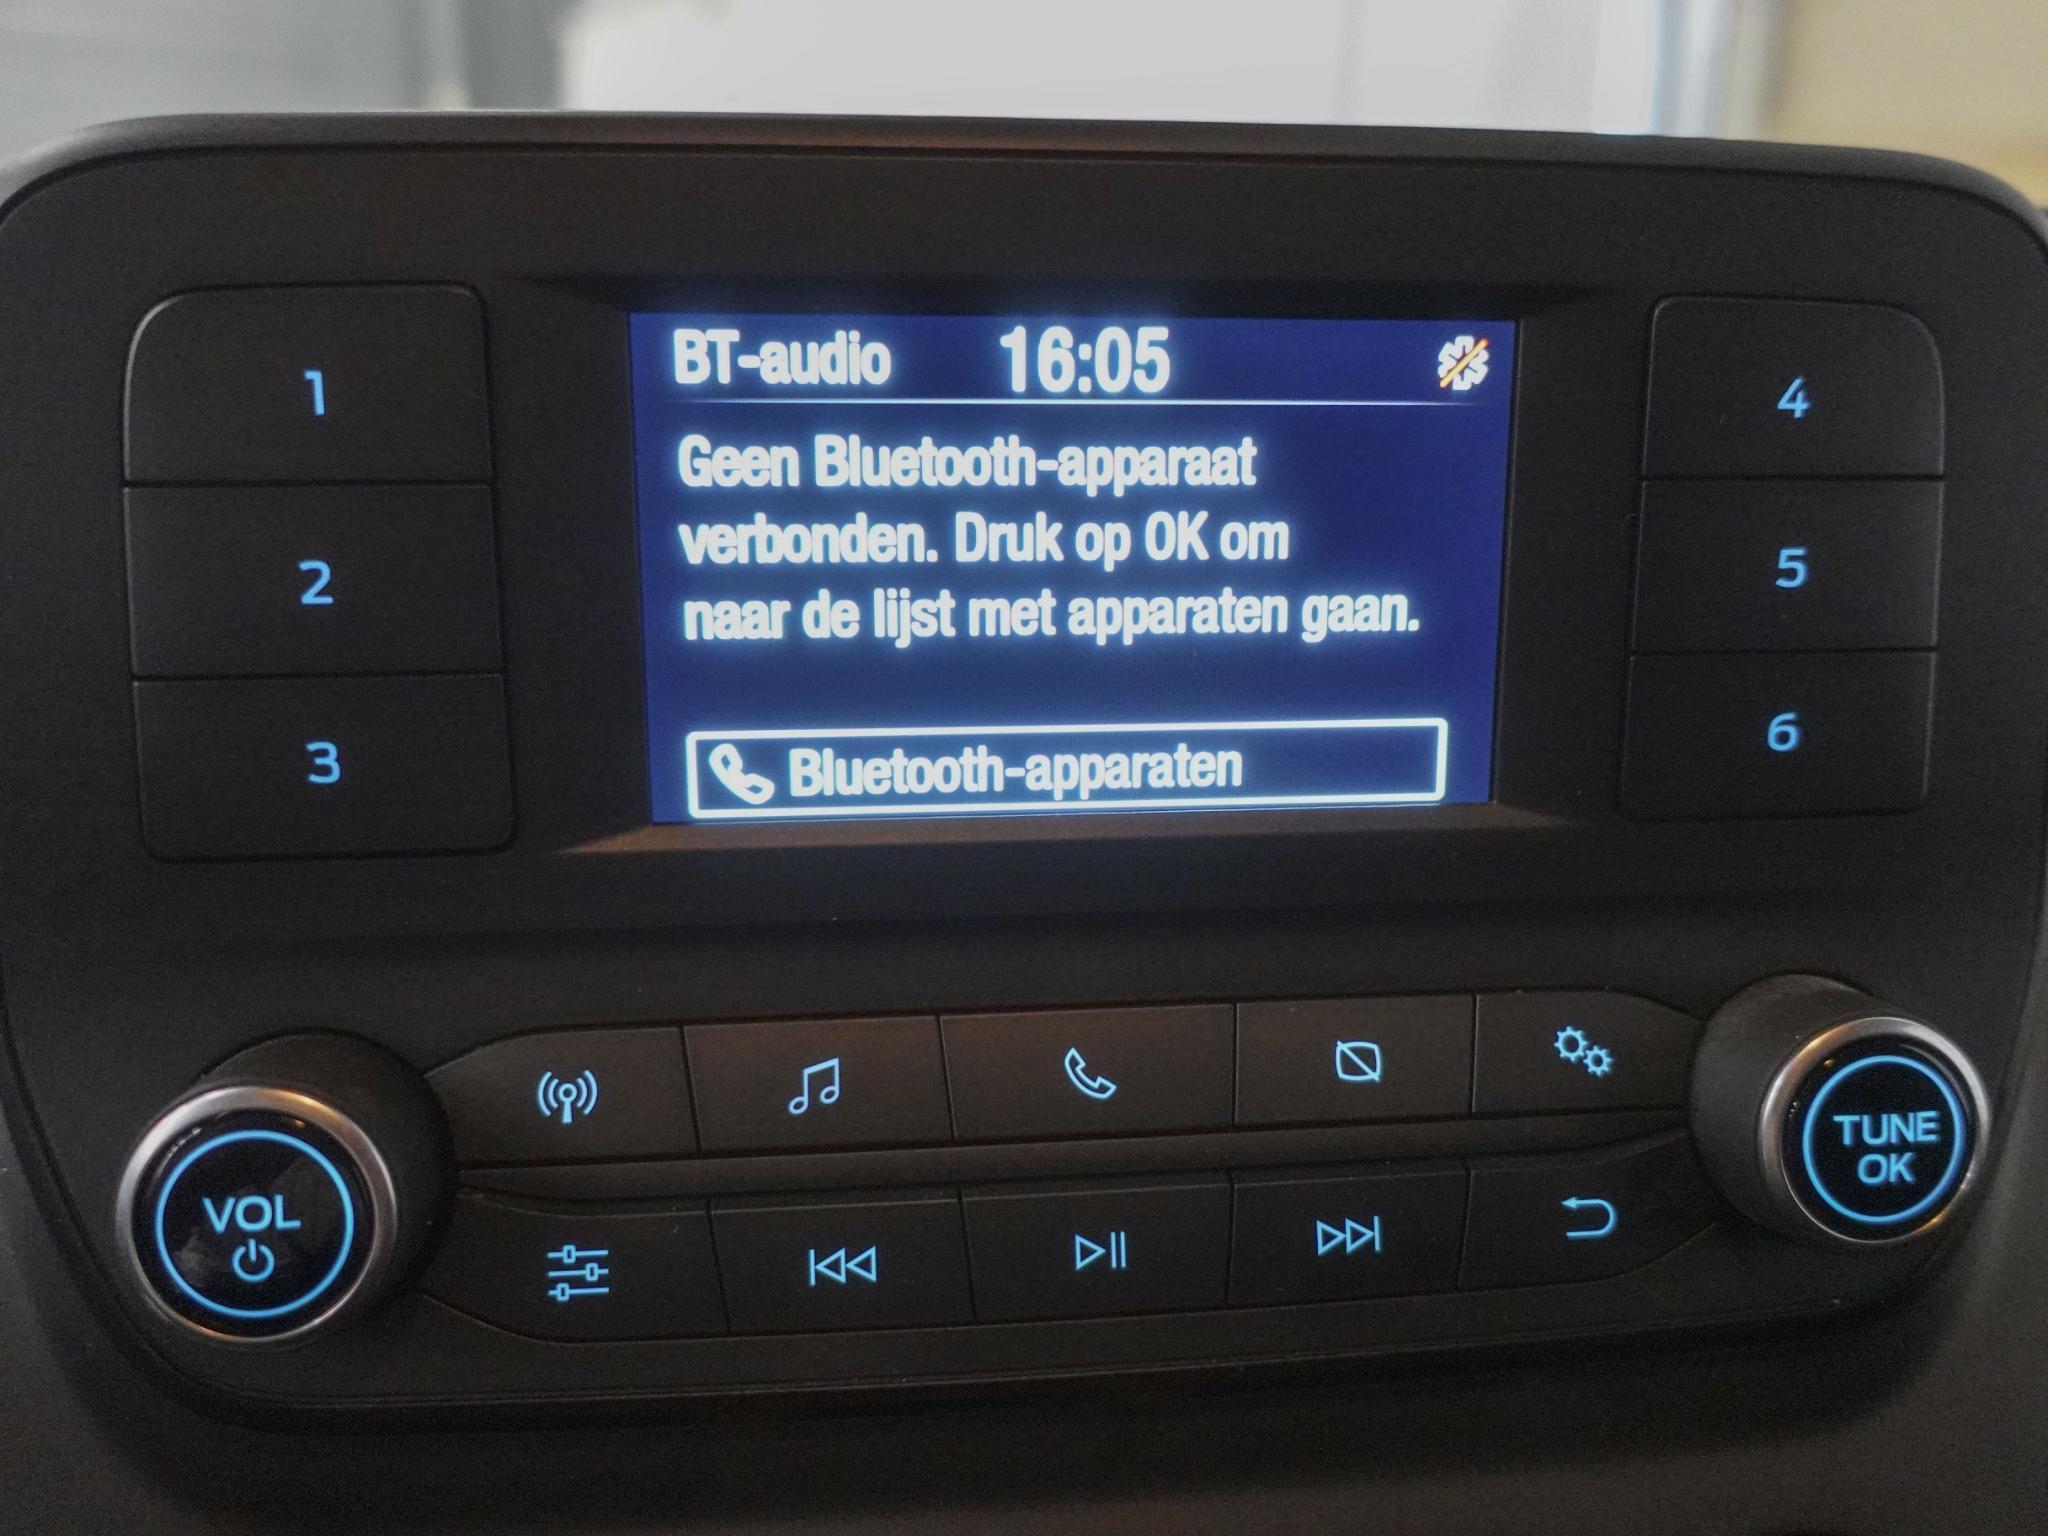 BT-audio 16:05
Geen Bluetooth-apparaat
verbonden. Druk op OK om
naar de lijst met apparaten gaan.
Bluetooth-apparaten
1
2
3
4
5
6
VOL
TUNE
OK